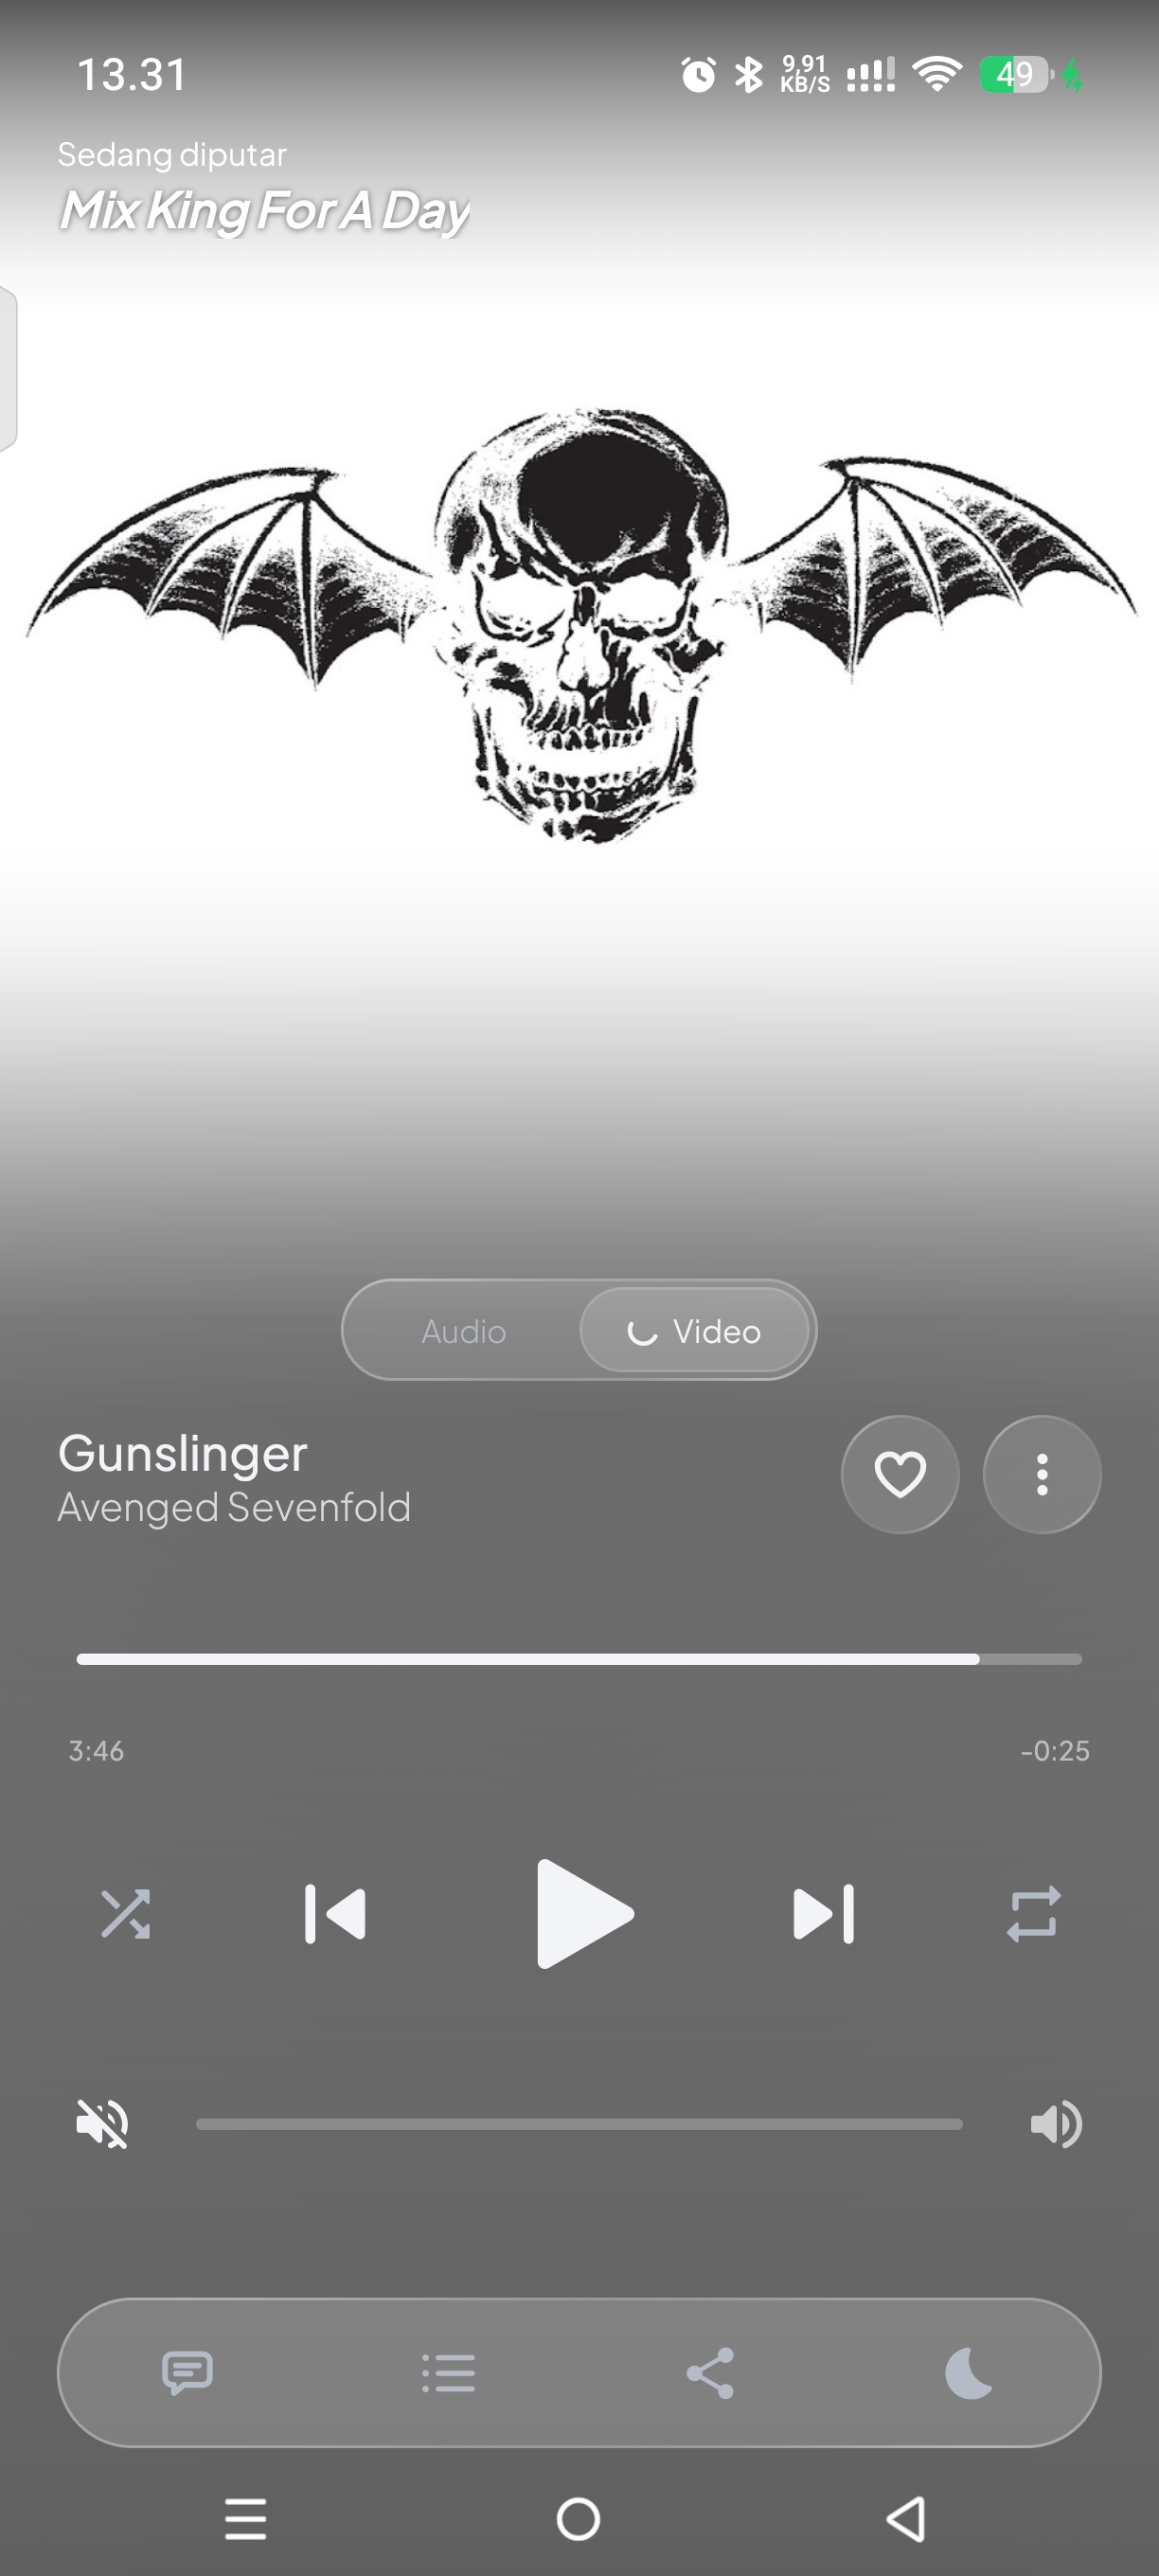 13.31
9,91
KB/S
49
Sedang diputar
Mix King For A Day
Audio
Video
Gunslinger
Avenged Sevenfold
3:46
-0:25